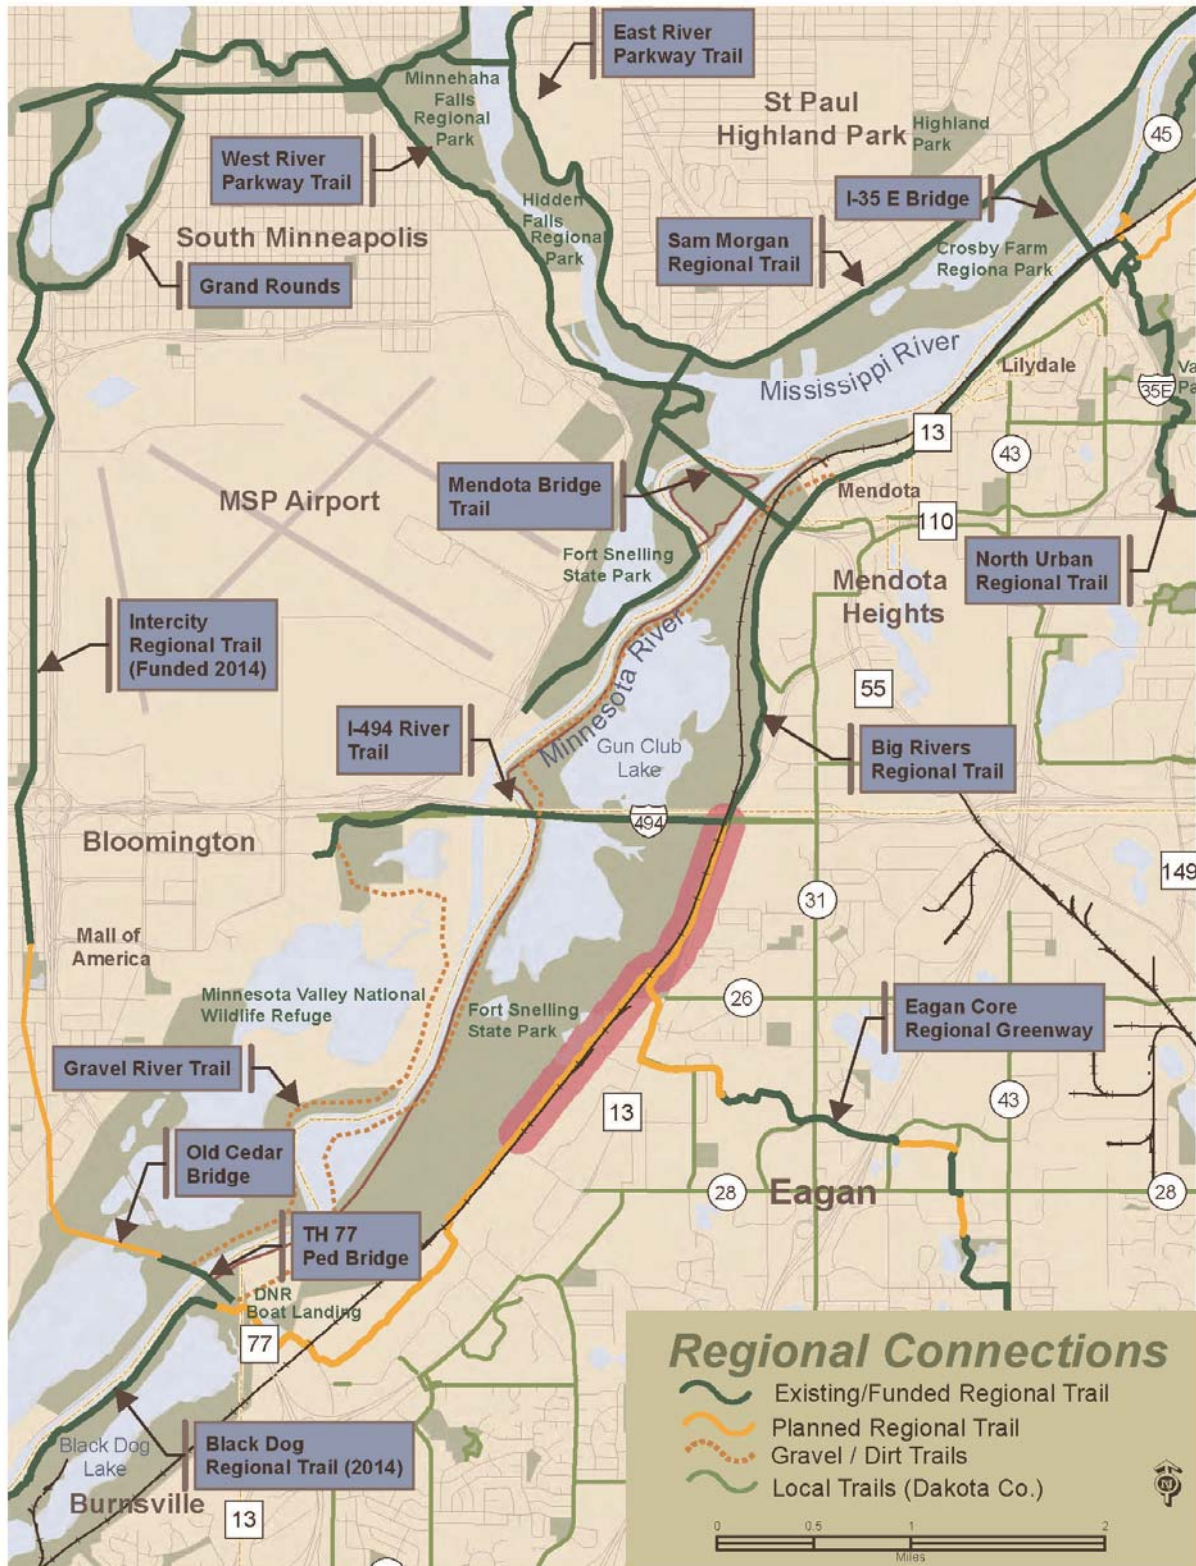 East River
Parkway Trail
Minnehaha
Falls
Regional
Park
St Paul
Highland Park
Highland
Park
45
West River
Parkway Trail
I-35 E Bridge
Hidden
Falls
Regional
Park
South Minneapolis
Sam Morgan
Regional Trail
Crosby Farm
Regiona Park
Grand Rounds
Mississippi River
Lilydale
Va
Pa
35E
13
43
MSP Airport
Mendota Bridge
Trail
Mendota
110
Fort Snelling
State Park
North Urban
Regional Trail
Mendota
Heights
Intercity
Regional Trail
(Funded 2014)
Minnesota River
55
I-494 River
Trail
Gun Club
Lake
Big Rivers
Regional Trail
494
Bloomington
149
31
Mall of
America
Minnesota Valley National
Wildlife Refuge
Fort Snelling
State Park
26
Eagan Core
Regional Greenway
Gravel River Trail
13
43
Old Cedar
Bridge
28
Eagan
28
TH 77
Ped Bridge
DNR
Boat Landing
77
Black Dog
Lake
Black Dog
Regional Trail (2014)
Burnsville
13
Regional Connections
Existing/Funded Regional Trail
Planned Regional Trail
Gravel / Dirt Trails
Local Trails (Dakota Co.)
N
0 0.5 1 2
Miles